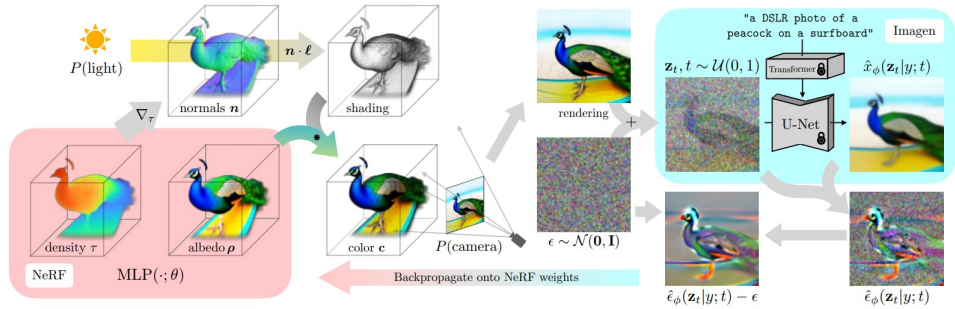 P(light)
normals n
n · ℓ
shading
∇τ
*
density τ
albedo ρ
NeRF
MLP(·; θ)
color c
P(camera)
rendering
+
ϵ ∼ N(0, I)
Backpropagate onto NeRF weights
"a DSLR photo of a
peacock on a surfboard"
Imagen
z_t, t ∼ U(0, 1)
Transformer
x̂_ϕ(z_t|y; t)
U-Net
ϵ̂_ϕ(z_t|y; t) − ϵ
ϵ̂_ϕ(z_t|y; t)